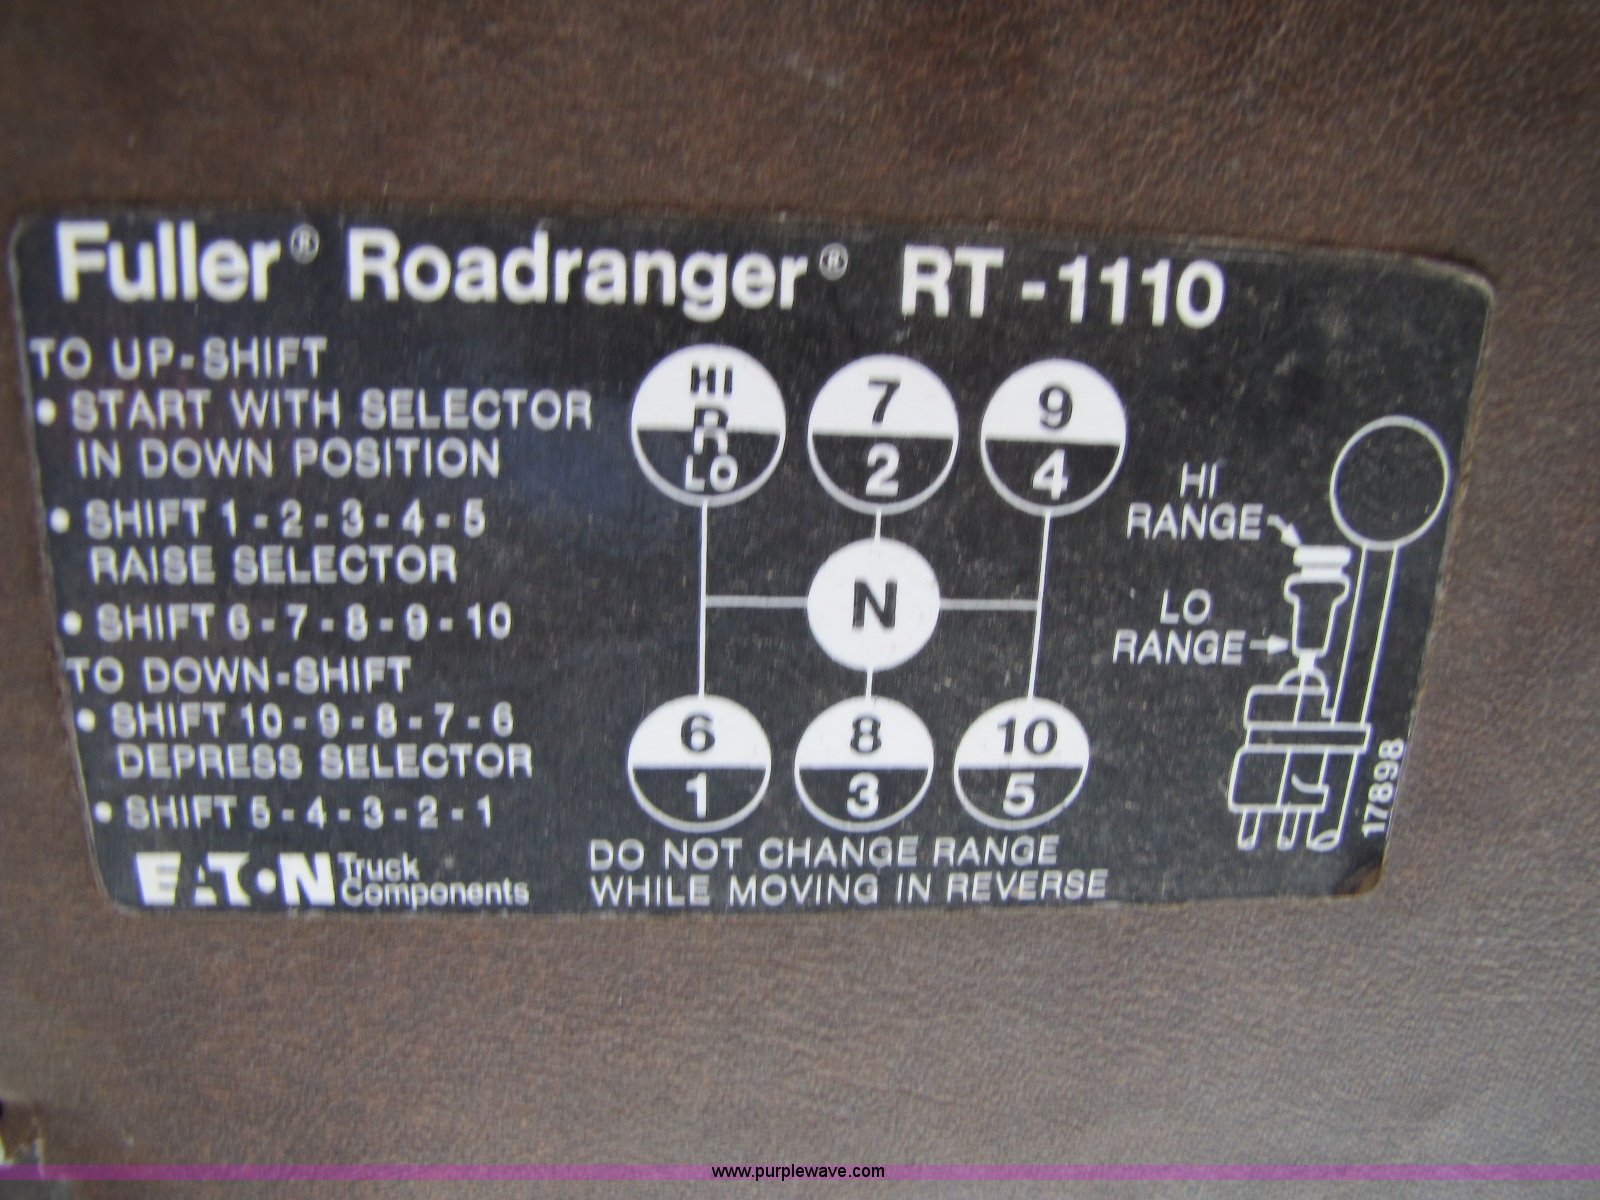 Fuller® Roadranger® RT-1110
TO UP-SHIFT
• START WITH SELECTOR
IN DOWN POSITION
• SHIFT 1-2-3-4-5
RAISE SELECTOR
• SHIFT 6-7-8-9-10
TO DOWN-SHIFT
• SHIFT 10-9-8-7-6
DEPRESS SELECTOR
• SHIFT 5-4-3-2-1
EATON Truck
Components
HI
R
LO
7
2
9
4
N
6
1
8
3
10
5
DO NOT CHANGE RANGE
WHILE MOVING IN REVERSE
HI
RANGE
LO
RANGE
17898
www.purplewave.com